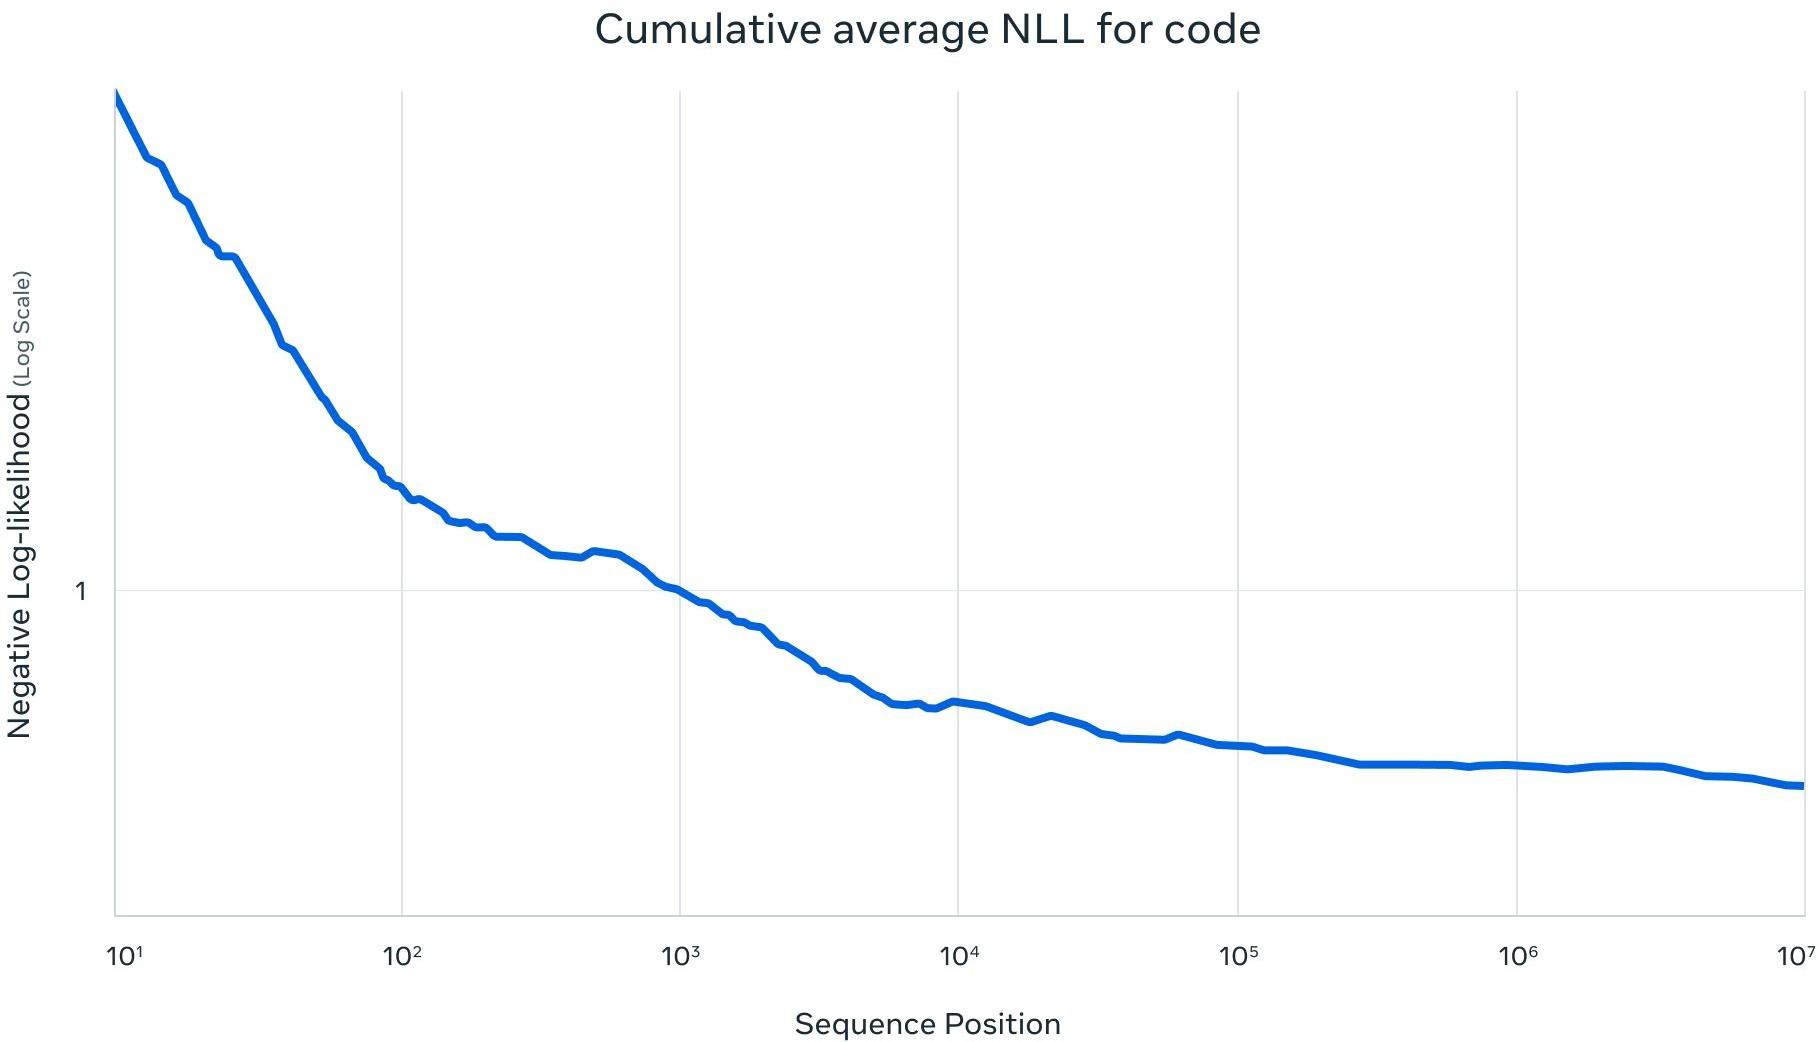 Cumulative average NLL for code
Negative Log-likelihood (Log Scale)
1
10¹ 10² 10³ 10⁴ 10⁵ 10⁶ 10⁷
Sequence Position